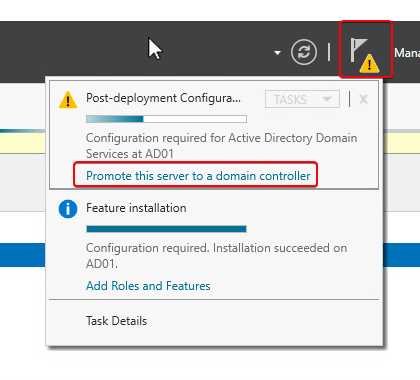 Mana
Post-deployment Configura...
TASKS
X
Configuration required for Active Directory Domain
Services at AD01
Promote this server to a domain controller
Feature installation
Configuration required. Installation succeeded on
AD01.
Add Roles and Features
Task Details